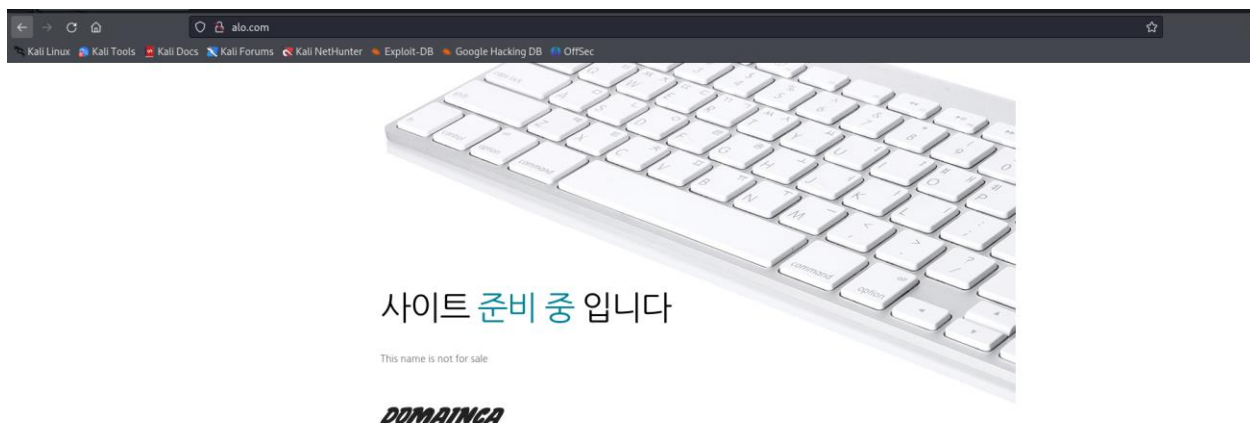 alo.com
Kali Linux Kali Tools Kali Docs Kali Forums Kali NetHunter Exploit-DB Google Hacking DB OffSec
사이트 준비 중 입니다
This name is not for sale
DOMAINCA